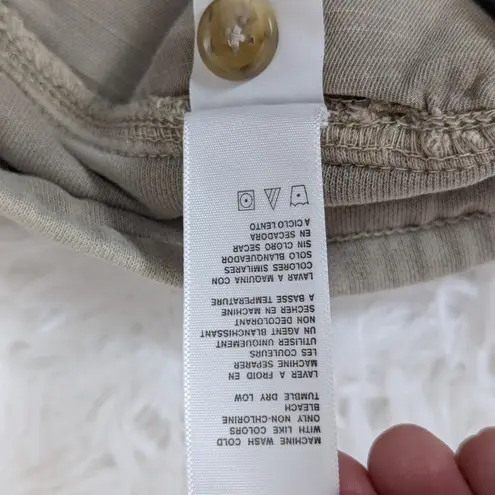 MACHINE WASH COLD
WITH LIKE COLORS
ONLY NON-CHLORINE
BLEACH
TUMBLE DRY LOW
LAVER A FROID EN
MACHINE SEPARER
LES COULEURS
UTILISER UNIQUEMENT
UN AGENT BLANCHISSANT
NON DECOLORANT
SECHER EN MACHINE
A BASSE TEMPERATURE
LAVAR A MAQUINA CON
COLORES SIMILARES
SOLO BLANQUEADOR
SIN CLORO SECAR
EN SECADORA
A CICLO LENTO